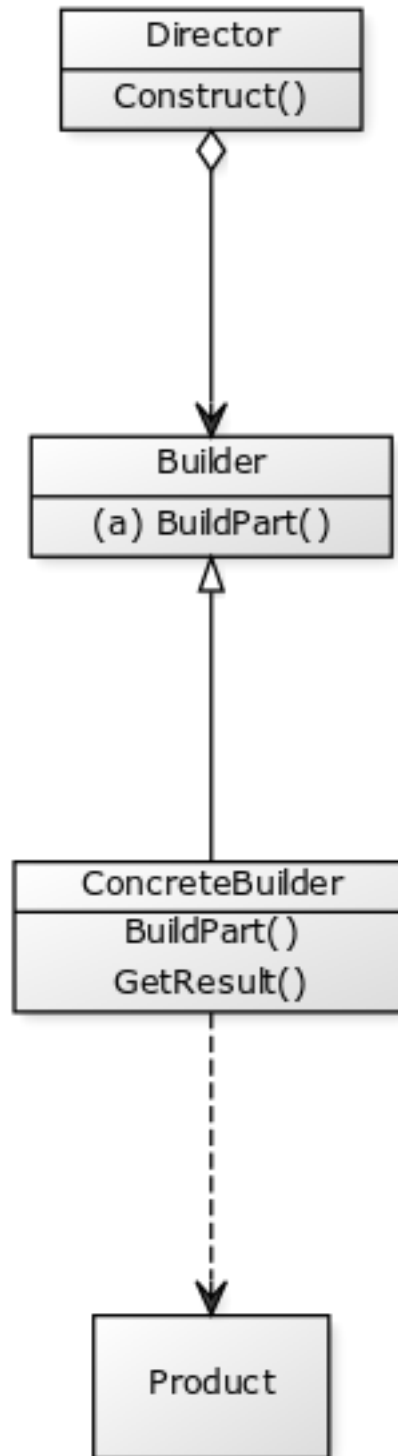 Director
Construct()
Builder
(a) BuildPart()
ConcreteBuilder
BuildPart()
GetResult()
Product